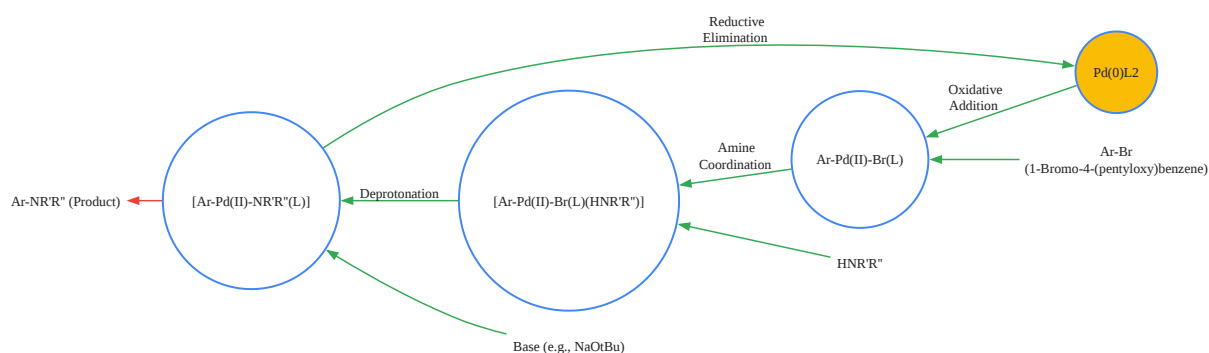 Reductive
Elimination
Pd(0)L2
Oxidative
Addition
Amine
Coordination
Ar-Pd(II)-Br(L)
Ar-Br
(1-Bromo-4-(pentyloxy)benzene)
Deprotonation
Ar-NR'R" (Product)
[Ar-Pd(II)-NR'R"(L)]
[Ar-Pd(II)-Br(L)(HNR'R")]
HNR'R"
Base (e.g., NaOtBu)